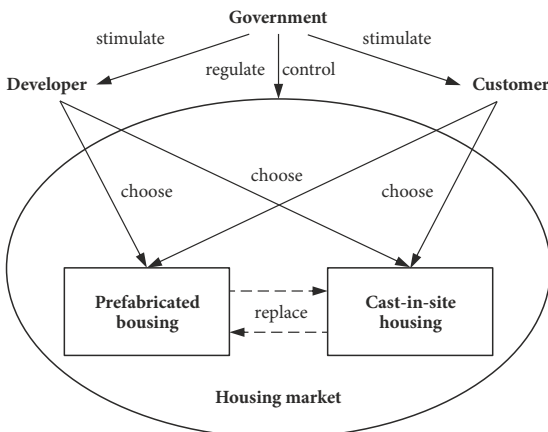 Government
stimulate
stimulate
Developer
regulate
control
Customer
choose
choose
choose
Prefabricated
bousing
Cast-in-site
housing
replace
Housing market